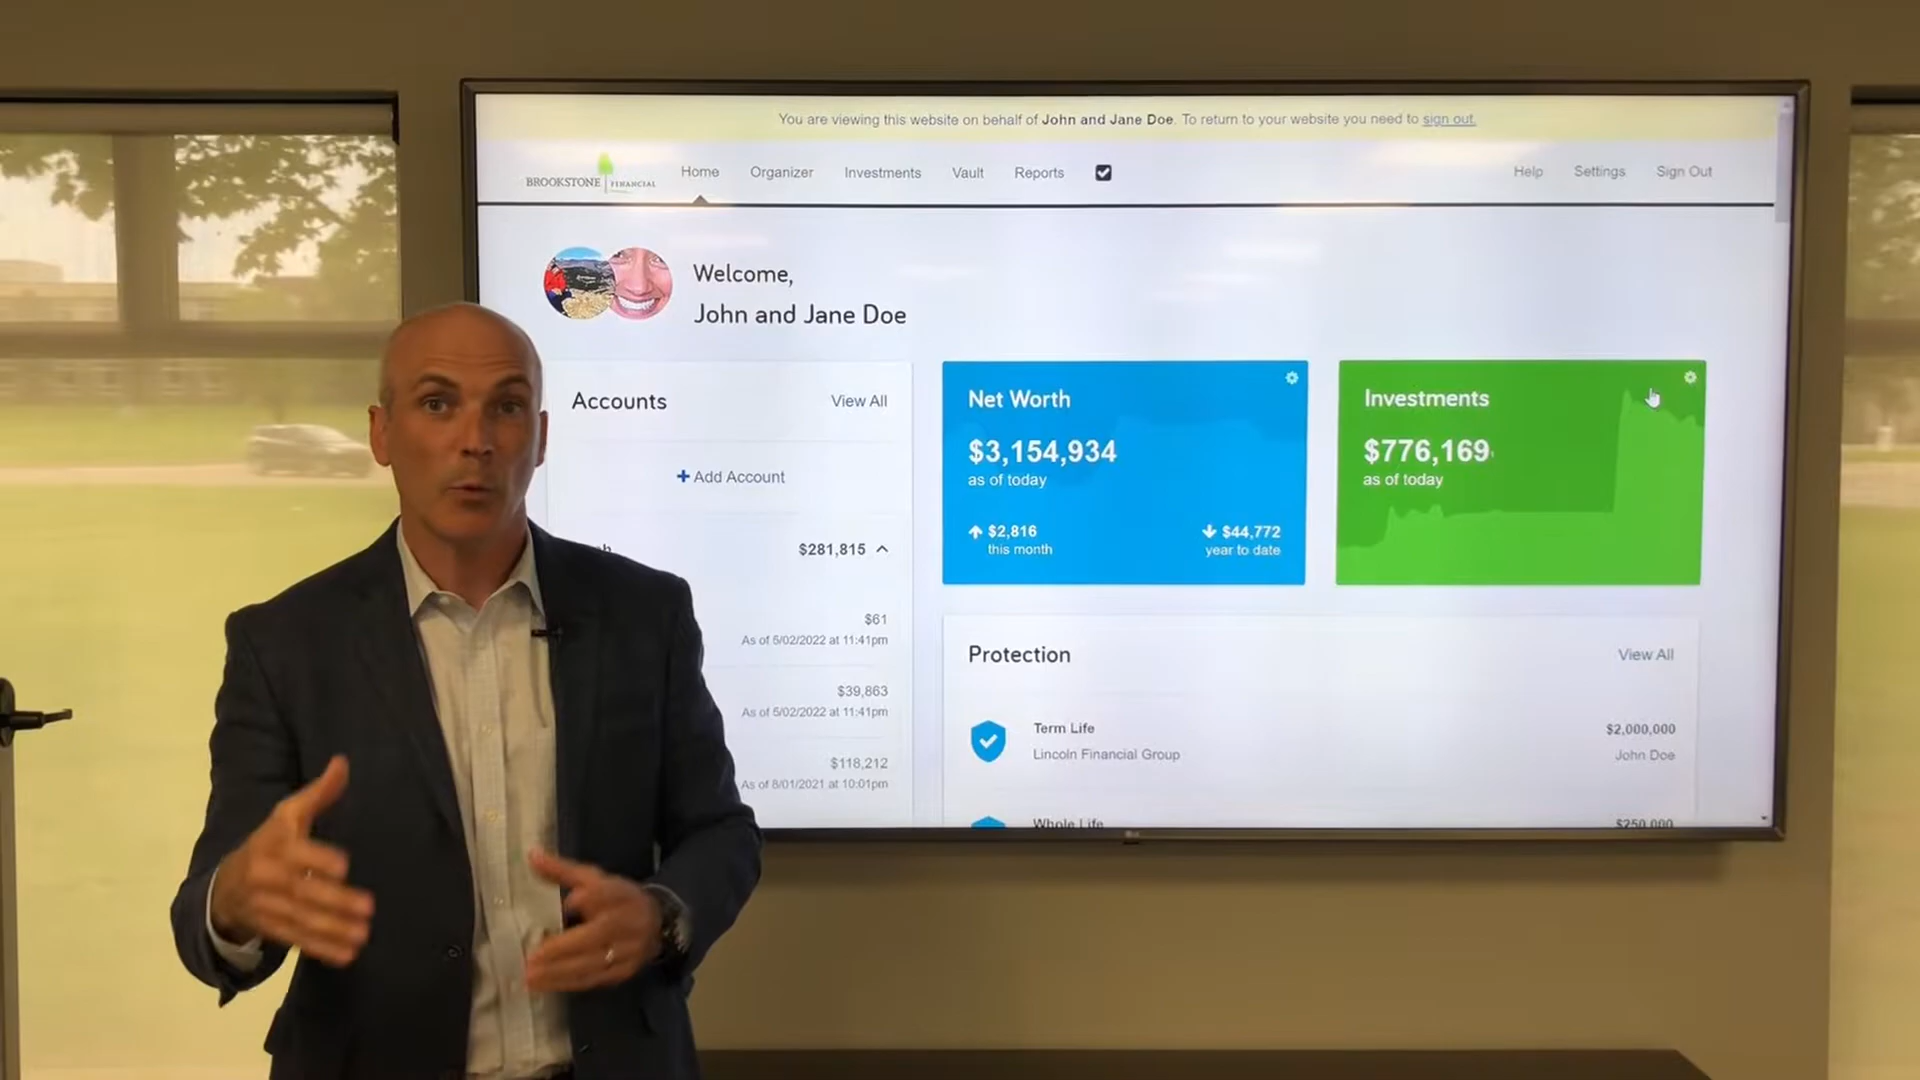 You are viewing this website on behalf of John and Jane Doe. To return to your website you need to sign out.
BROOKSTONE FINANCIAL
Home Organizer Investments Vault Reports Help Settings Sign Out
Welcome,
John and Jane Doe
Accounts View All
+ Add Account
$281,815
$61
As of 5/02/2022 at 11:41pm
$39,863
As of 5/02/2022 at 11:41pm
$118,212
As of 8/01/2021 at 10:01pm
Net Worth
$3,154,934
as of today
$2,816
this month
$44,772
year to date
Investments
$776,169
as of today
Protection View All
Term Life $2,000,000
Lincoln Financial Group John Doe
Whole Life $250,000